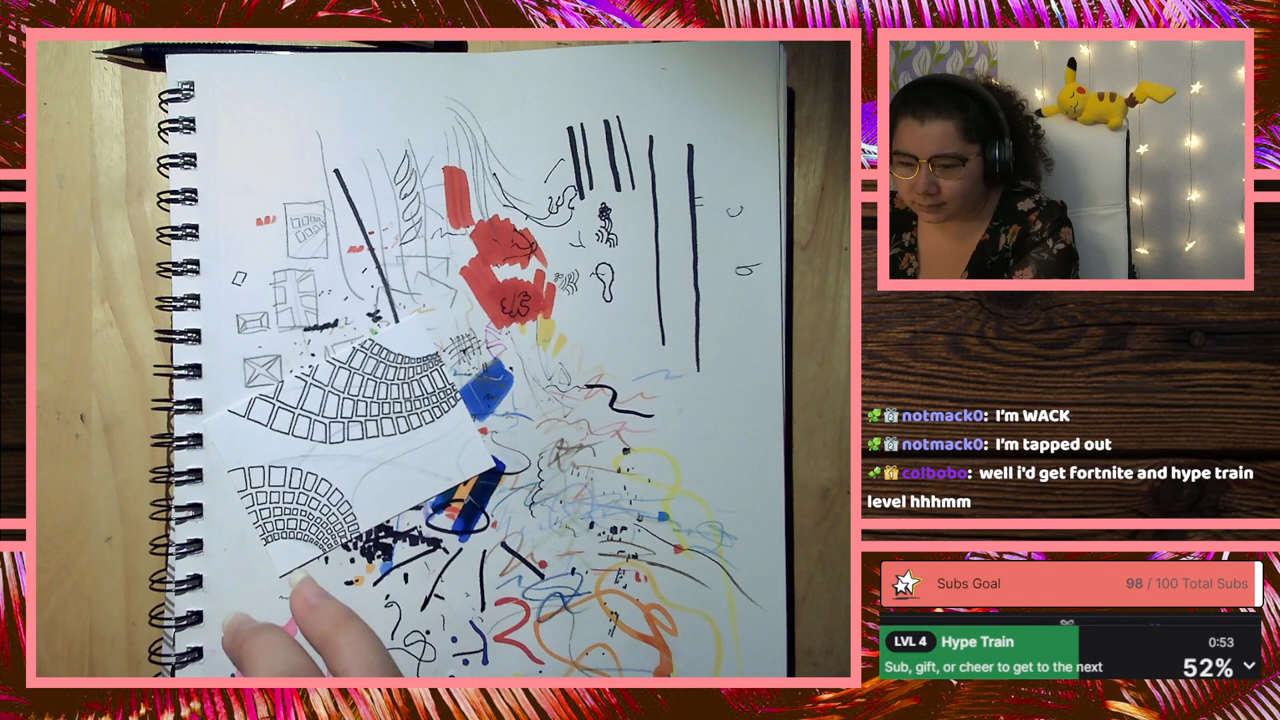 notmack0: I'm WACK
notmack0: I'm tapped out
colbobo: well i'd get fortnite and hype train
level hhhmm
Subs Goal 98 / 100 Total Subs
LVL 4 Hype Train 0:53
Sub, gift, or cheer to get to the next 52%